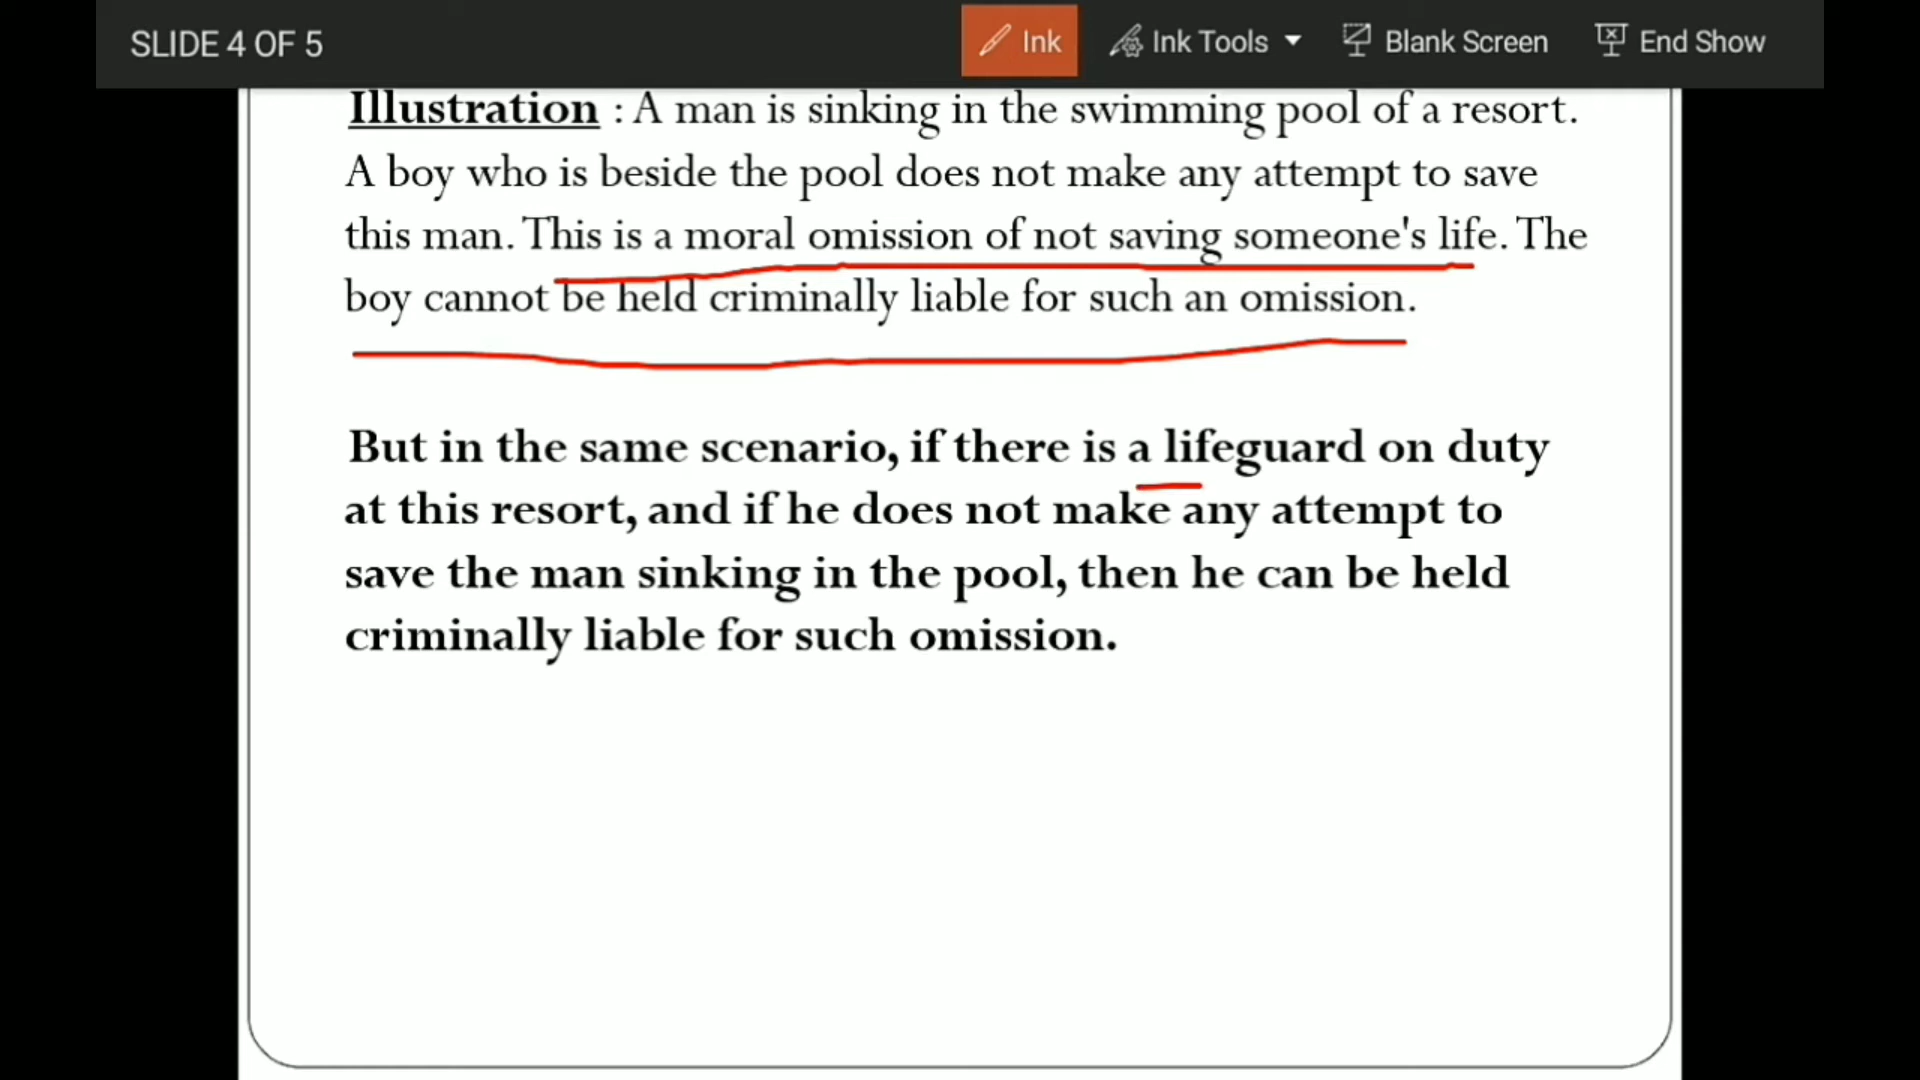 SLIDE 4 OF 5
Ink
Ink Tools
Blank Screen
End Show
Illustration : A man is sinking in the swimming pool of a resort.
A boy who is beside the pool does not make any attempt to save
this man. This is a moral omission of not saving someone's life. The
boy cannot be held criminally liable for such an omission.
But in the same scenario, if there is a lifeguard on duty
at this resort, and if he does not make any attempt to
save the man sinking in the pool, then he can be held
criminally liable for such omission.